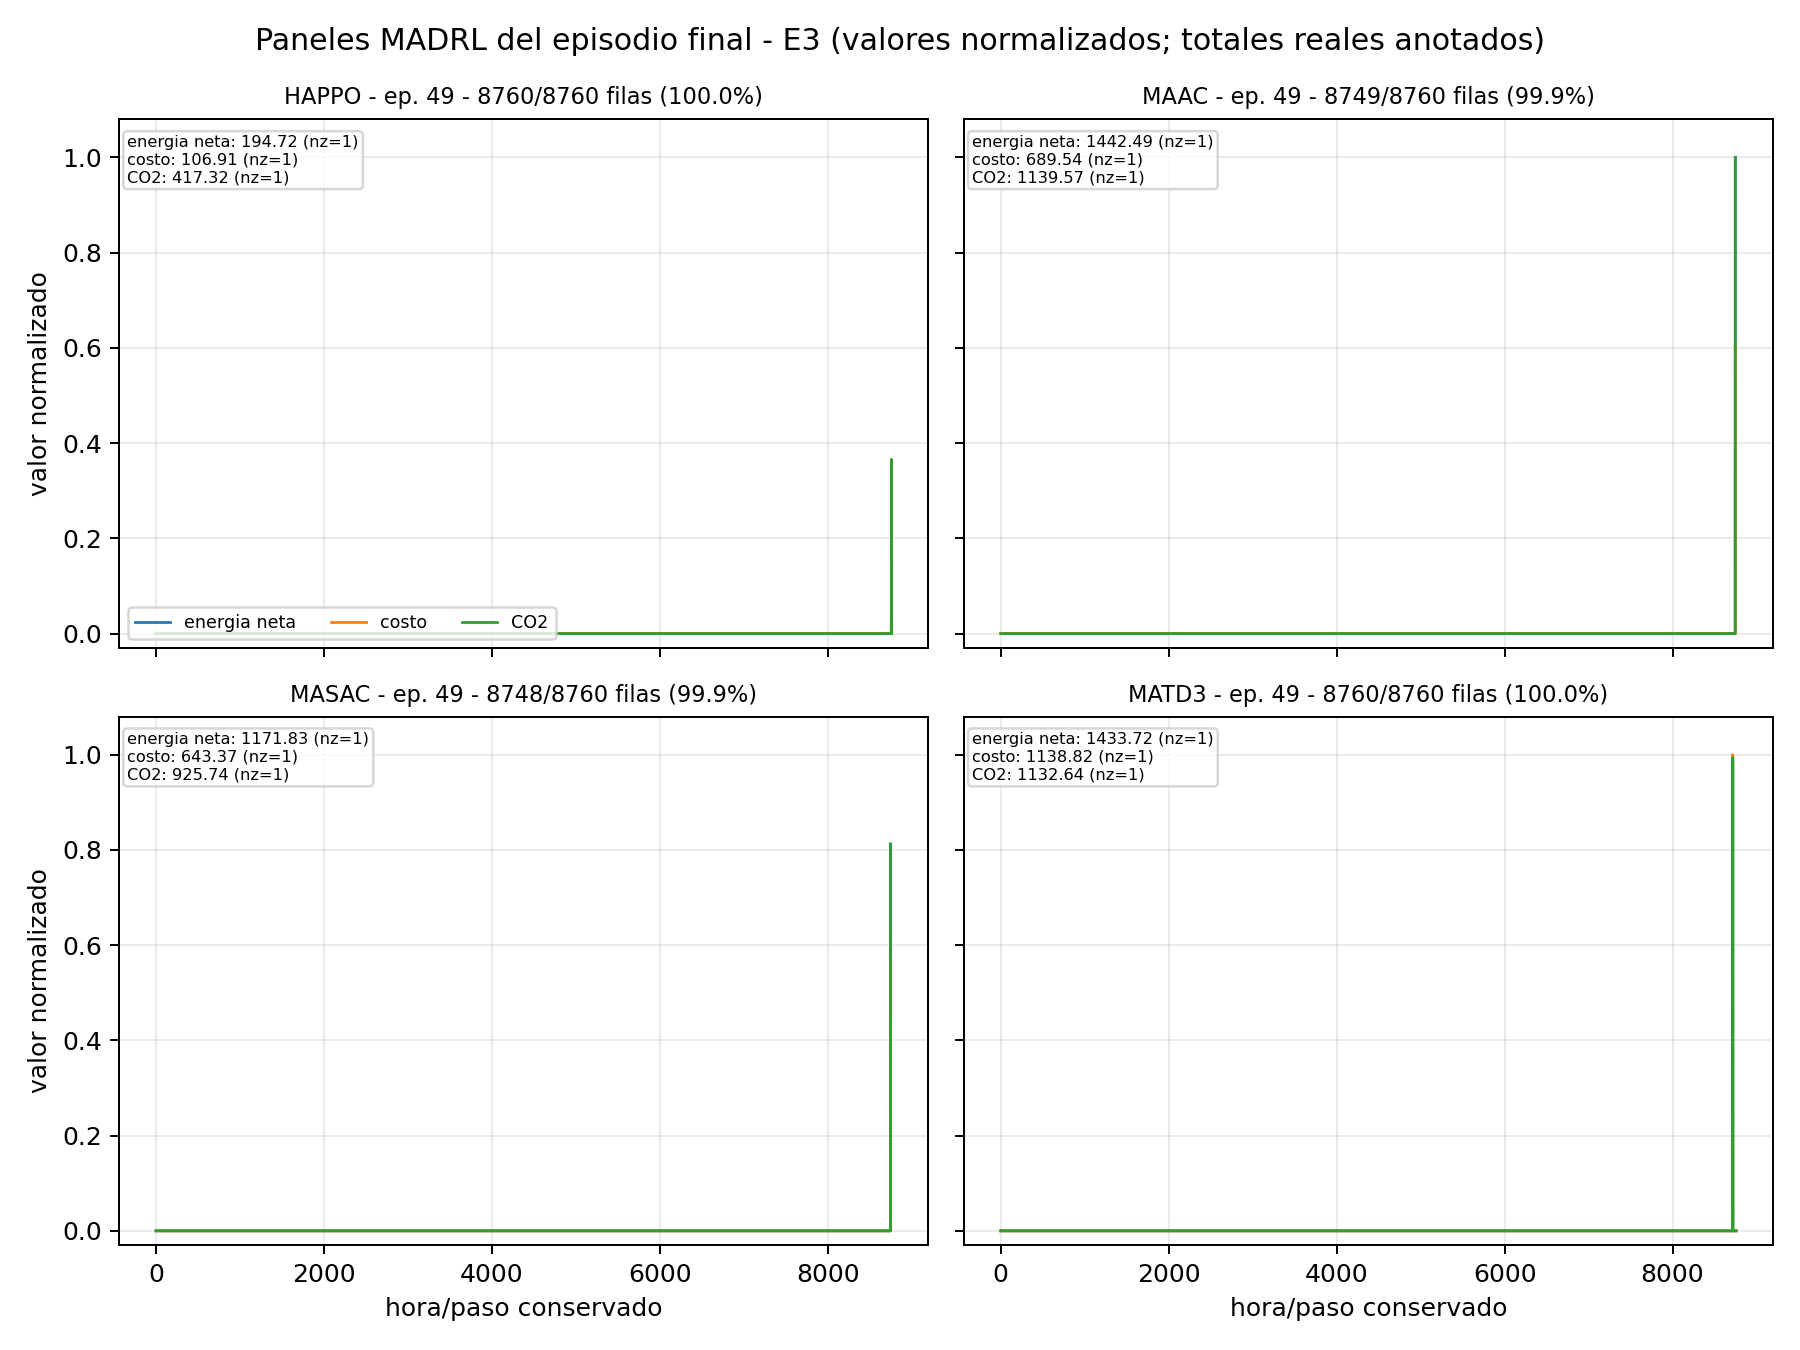 Paneles MADRL del episodio final - E3 (valores normalizados; totales reales anotados)
HAPPO - ep. 49 - 8760/8760 filas (100.0%)
energia neta: 194.72 (nz=1)
costo: 106.91 (nz=1)
CO2: 417.32 (nz=1)
valor normalizado
1.0
0.8
0.6
0.4
0.2
0.0
energia neta
costo
CO2
MAAC - ep. 49 - 8749/8760 filas (99.9%)
energia neta: 1442.49 (nz=1)
costo: 689.54 (nz=1)
CO2: 1139.57 (nz=1)
MASAC - ep. 49 - 8748/8760 filas (99.9%)
energia neta: 1171.83 (nz=1)
costo: 643.37 (nz=1)
CO2: 925.74 (nz=1)
valor normalizado
1.0
0.8
0.6
0.4
0.2
0.0
0 2000 4000 6000 8000
hora/paso conservado
MATD3 - ep. 49 - 8760/8760 filas (100.0%)
energia neta: 1433.72 (nz=1)
costo: 1138.82 (nz=1)
CO2: 1132.64 (nz=1)
0 2000 4000 6000 8000
hora/paso conservado